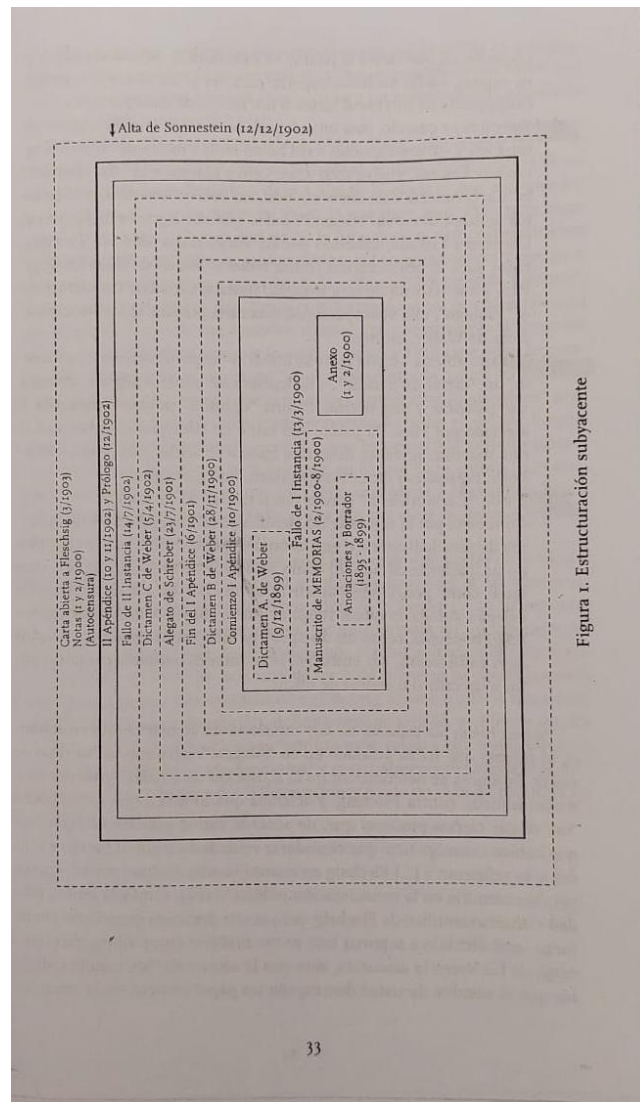 Alta de Sonnestein (12/12/1902)
Carta abierta a Fleschsig (3/1903)
Notas (1 y 2/1900)
(Autocensura)
II Apéndice (10 y 11/1902) y Prólogo (12/1902)
Fallo de II Instancia (14/7/1902)
Dictamen C de Weber (5/4/1902)
Alegato de Schreber (23/7/1901)
Fin del I Apéndice (6/1901)
Dictamen B de Weber (28/11/1900)
Comienzo I Apéndice (10/1900)
Dictamen A. de Weber
(9/12/1899)
Fallo de I Instancia (13/3/1900)
Manuscrito de MEMORIAS (2/1900-8/1900)
Anotaciones y Borrador
(1895 - 1899)
Anexo
(1 y 2/1900)
Figura 1. Estructuración subyacente
33